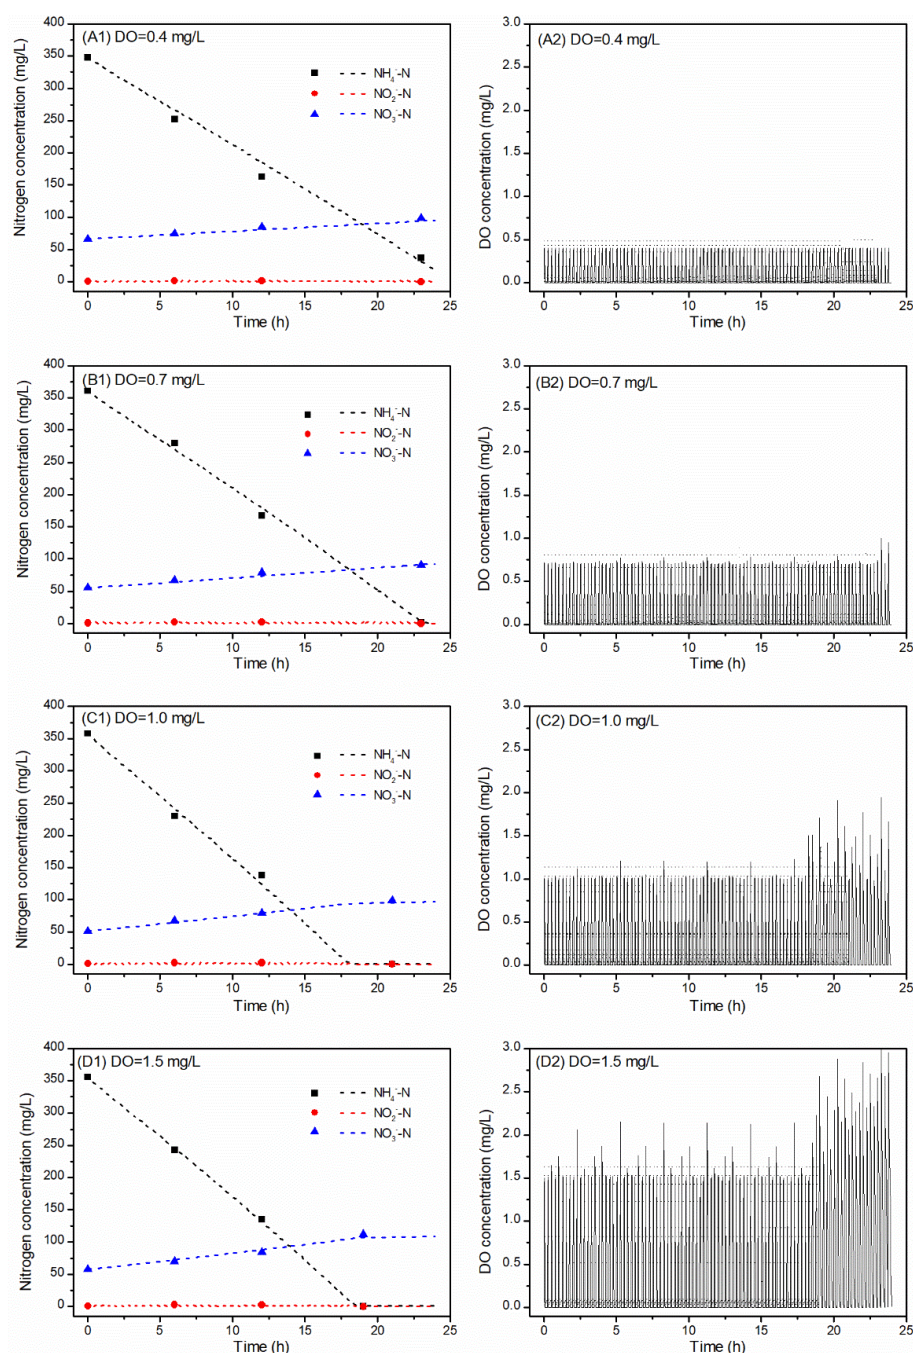 (A1) DO=0.4 mg/L
NH₄⁺-N
NO₂⁻-N
NO₃⁻-N
400
350
300
250
200
150
100
50
0
Nitrogen concentration (mg/L)
0 5 10 15 20 25
Time (h)
(A2) DO=0.4 mg/L
3.0
2.5
2.0
1.5
1.0
0.5
0.0
DO concentration (mg/L)
0 5 10 15 20 25
Time (h)
(B1) DO=0.7 mg/L
NH₄⁺-N
NO₂⁻-N
NO₃⁻-N
400
350
300
250
200
150
100
50
0
Nitrogen concentration (mg/L)
0 5 10 15 20 25
Time (h)
(B2) DO=0.7 mg/L
3.0
2.5
2.0
1.5
1.0
0.5
0.0
DO concentration (mg/L)
0 5 10 15 20 25
Time (h)
(C1) DO=1.0 mg/L
NH₄⁺-N
NO₂⁻-N
NO₃⁻-N
400
350
300
250
200
150
100
50
0
Nitrogen concentration (mg/L)
0 5 10 15 20 25
Time (h)
(C2) DO=1.0 mg/L
3.0
2.5
2.0
1.5
1.0
0.5
0.0
DO concentration (mg/L)
0 5 10 15 20 25
Time (h)
(D1) DO=1.5 mg/L
NH₄⁺-N
NO₂⁻-N
NO₃⁻-N
400
350
300
250
200
150
100
50
0
Nitrogen concentration (mg/L)
0 5 10 15 20 25
Time (h)
(D2) DO=1.5 mg/L
3.0
2.5
2.0
1.5
1.0
0.5
0.0
DO concentration (mg/L)
0 5 10 15 20 25
Time (h)